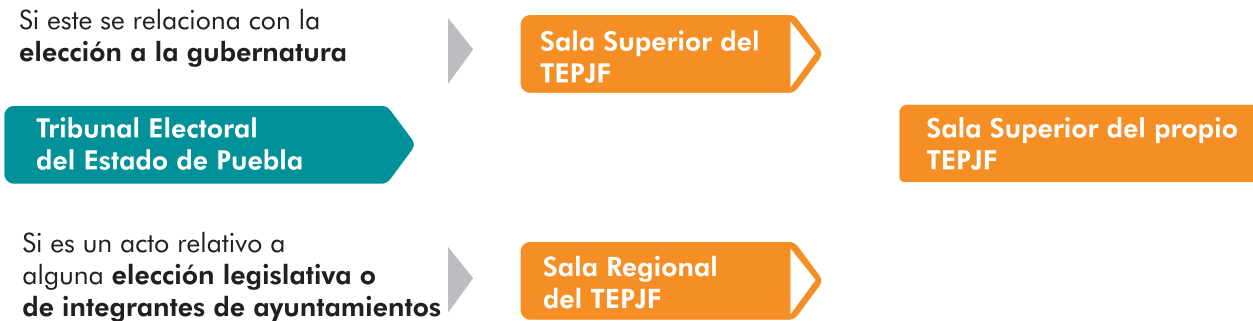 Si este se relaciona con la
elección a la gubernatura
Sala Superior del
TEPJF
Tribunal Electoral
del Estado de Puebla
Sala Superior del propio
TEPJF
Si es un acto relativo a
alguna elección legislativa o
de integrantes de ayuntamientos
Sala Regional
del TEPJF